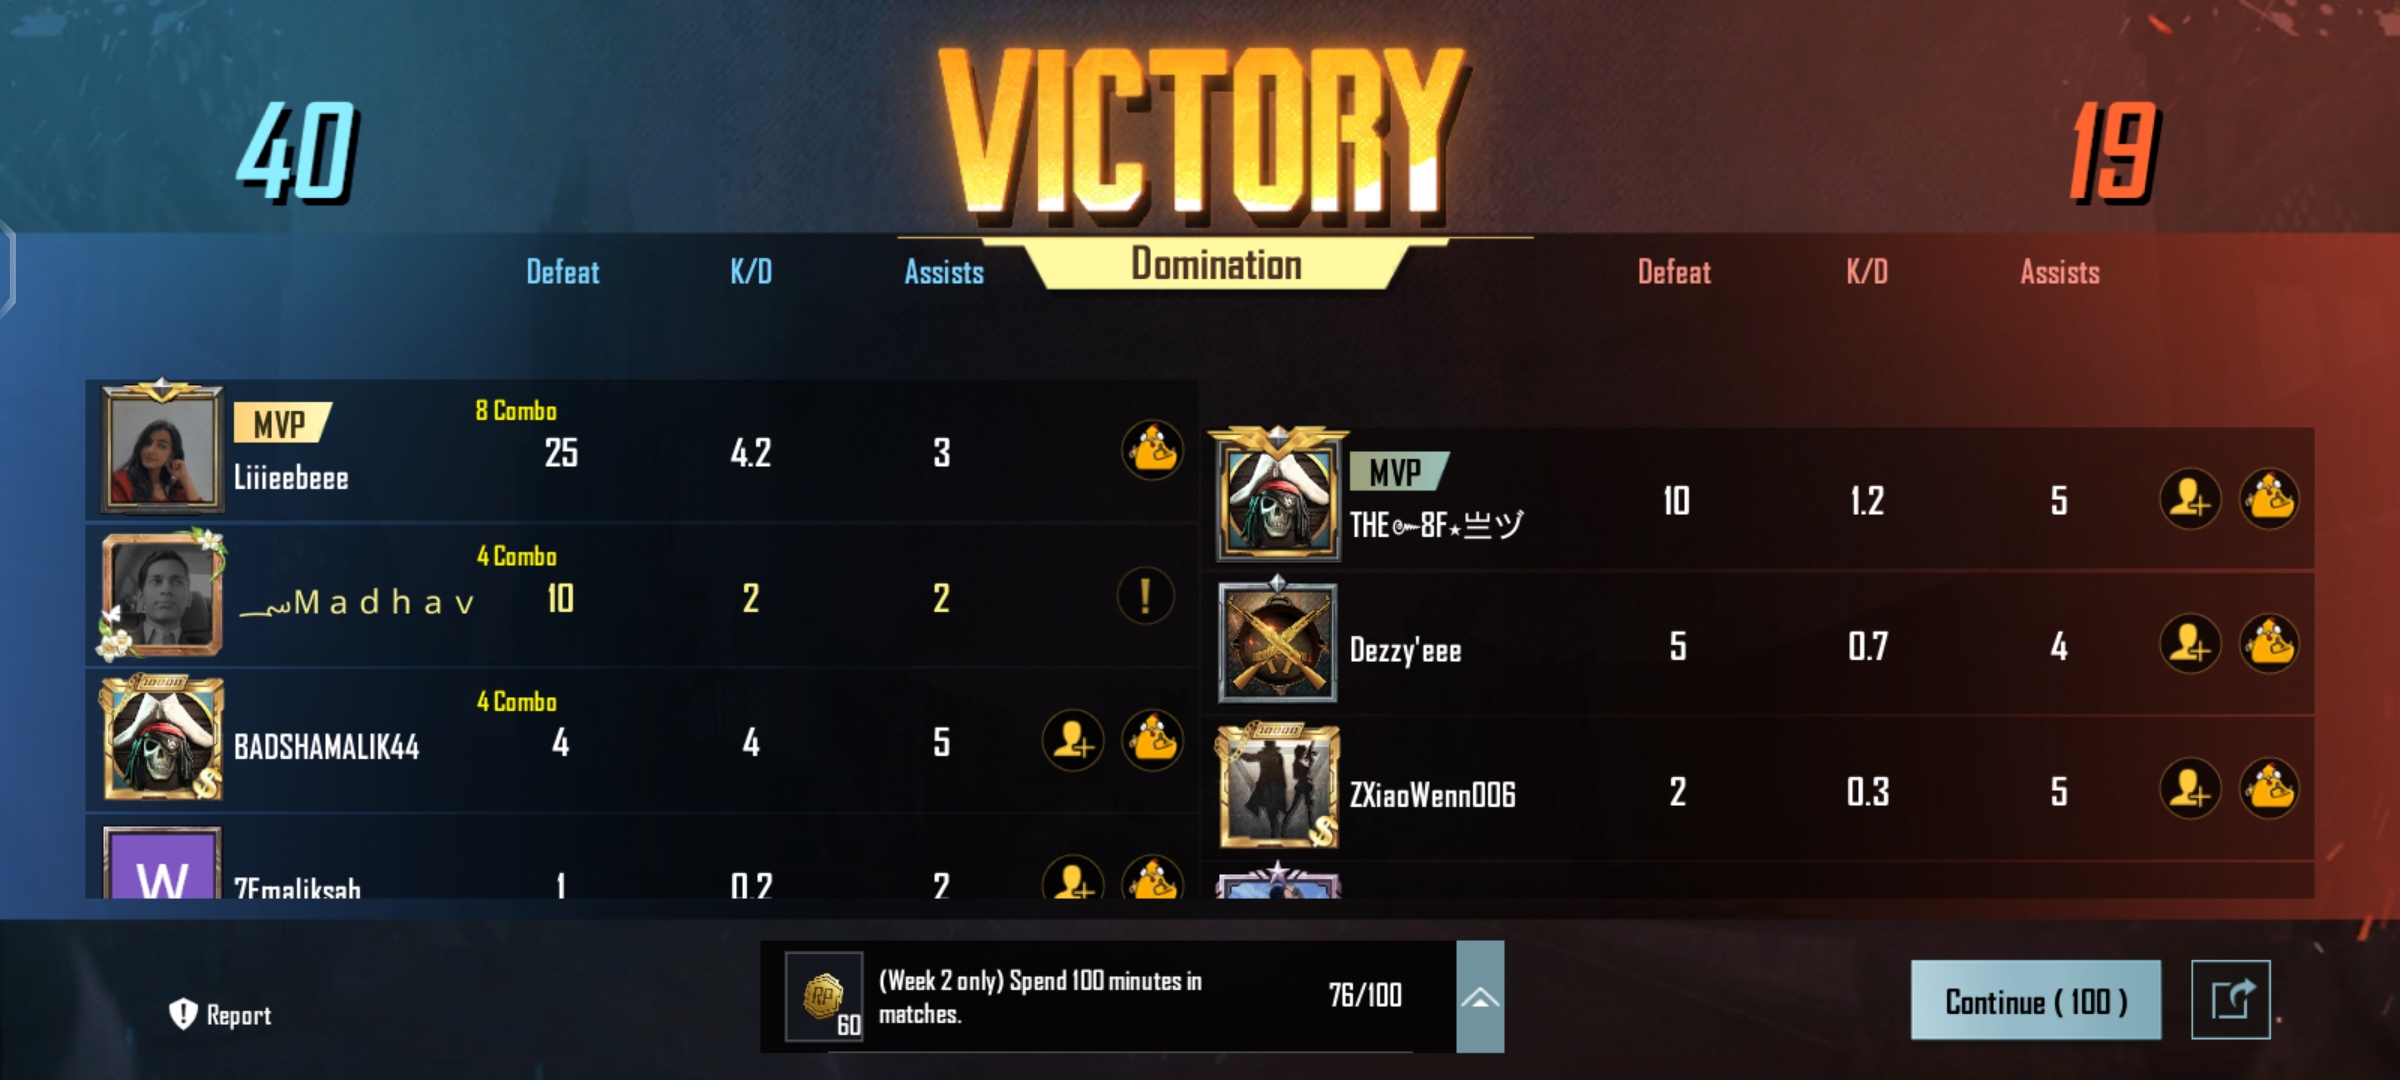 VICTORY
40
19
Domination
Defeat K/D Assists
Defeat K/D Assists
MVP
Liiieebeee
8 Combo
25 4.2 3
Madhav
4 Combo
10 2 2
BADSHAMALIK44
4 Combo
4 4 5
W
7Emaliksab
1 0.2 2
MVP
THE๛8F★亗ツ
10 1.2 5
Dezzy'eee
5 0.7 4
ZXiaoWenn006
2 0.3 5
Report
RP
60
(Week 2 only) Spend 100 minutes in
matches.
76/100
Continue ( 100 )